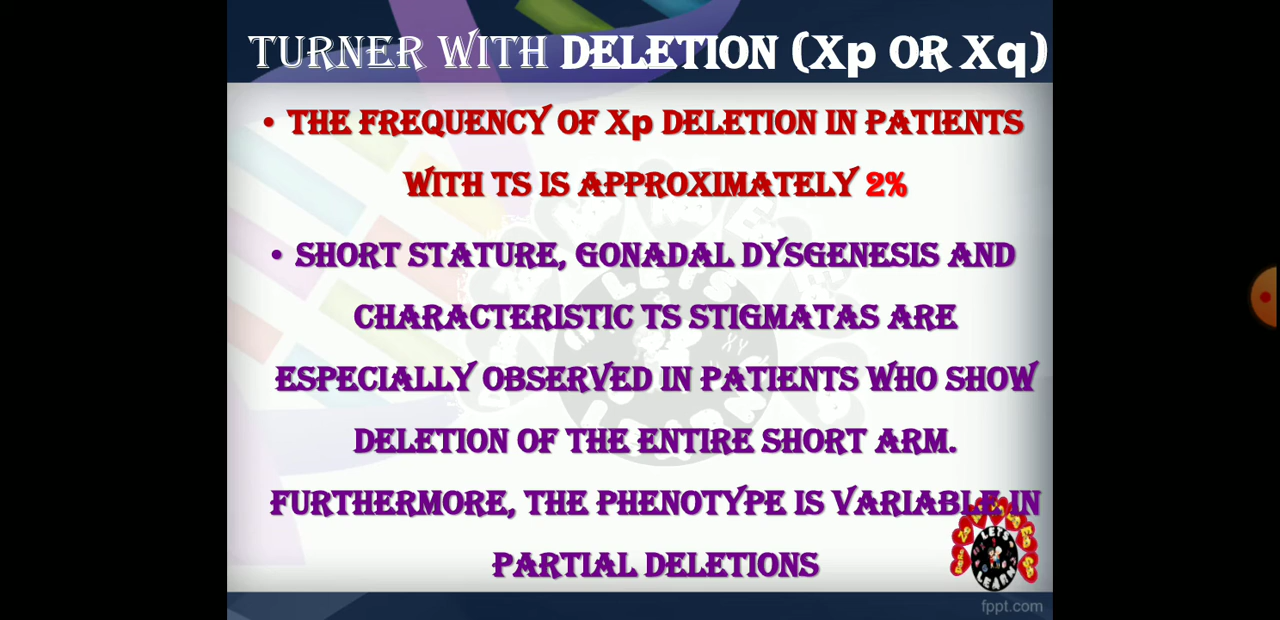 TURNER WITH DELETION (Xp OR Xq)
• THE FREQUENCY OF Xp DELETION IN PATIENTS
WITH TS IS APPROXIMATELY 2%
• SHORT STATURE, GONADAL DYSGENESIS AND
CHARACTERISTIC TS STIGMATAS ARE
ESPECIALLY OBSERVED IN PATIENTS WHO SHOW
DELETION OF THE ENTIRE SHORT ARM.
FURTHERMORE, THE PHENOTYPE IS VARIABLE IN
PARTIAL DELETIONS
LETS
LEARN
fppt.com